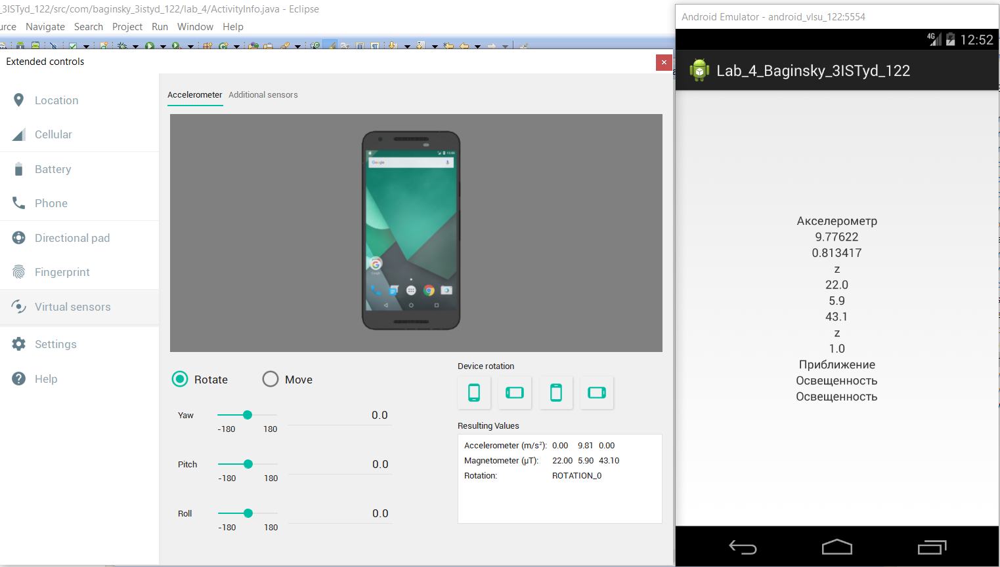 _3ISTyd_122/src/com/baginsky_3istyd_122/lab_4/ActivityInfo.java - Eclipse
urce Navigate Search Project Run Window Help
Extended controls
Location
Cellular
Battery
Phone
Directional pad
Fingerprint
Virtual sensors
Settings
Help
Accelerometer Additional sensors
Google
Rotate Move
Yaw 0.0
-180 180
Pitch 0.0
-180 180
Roll 0.0
-180 180
Device rotation
Resulting Values
Accelerometer (m/s²): 0.00 9.81 0.00
Magnetometer (μT): 22.00 5.90 43.10
Rotation: ROTATION_0
Android Emulator - android_vlsu_122:5554
4G 12:52
Lab_4_Baginsky_3ISTyd_122
Акселерометр
9.77622
0.813417
z
22.0
5.9
43.1
z
1.0
Приближение
Освещенность
Освещенность